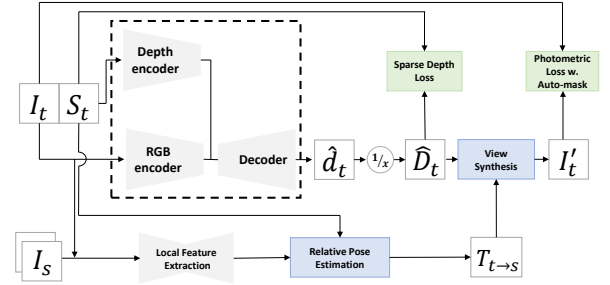 Depth
encoder
Sparse Depth
Loss
Photometric
Loss w.
Auto-mask
I_t
S_t
RGB
encoder
Decoder
d̂_t
1/x
D̂_t
View
Synthesis
I'_t
I_s
Local Feature
Extraction
Relative Pose
Estimation
T_{t→s}